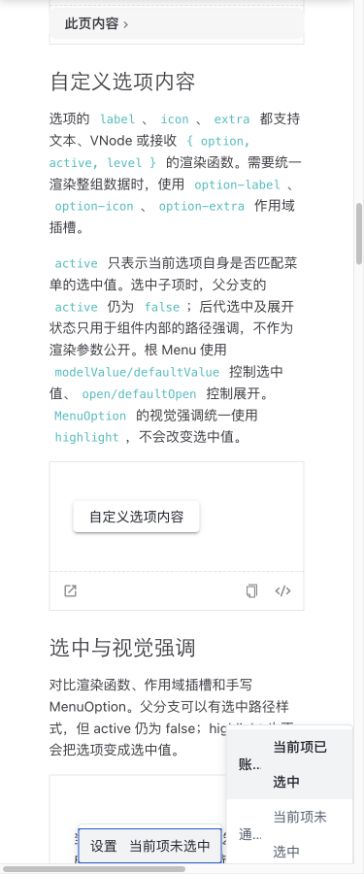 此页内容 ›
自定义选项内容
选项的 label 、 icon 、 extra 都支持
文本、VNode 或接收 { option,
active, level } 的渲染函数。需要统一
渲染整组数据时，使用 option-label 、
option-icon 、 option-extra 作用域
插槽。
active 只表示当前选项自身是否匹配菜
单的选中值。选中子项时，父分支的
active 仍为 false ；后代选中及展开
状态只用于组件内部的路径强调，不作为
渲染参数公开。根 Menu 使用
modelValue/defaultValue 控制选中
值、 open/defaultOpen 控制展开。
MenuOption 的视觉强调统一使用
highlight ，不会改变选中值。
自定义选项内容
选中与视觉强调
对比渲染函数、作用域插槽和手写
MenuOption。父分支可以有选中路径样
式，但 active 仍为 false；
会把选项变成选中值。
当前项已
账...
选中
当前项未
通...
选中
设置 当前项未选中